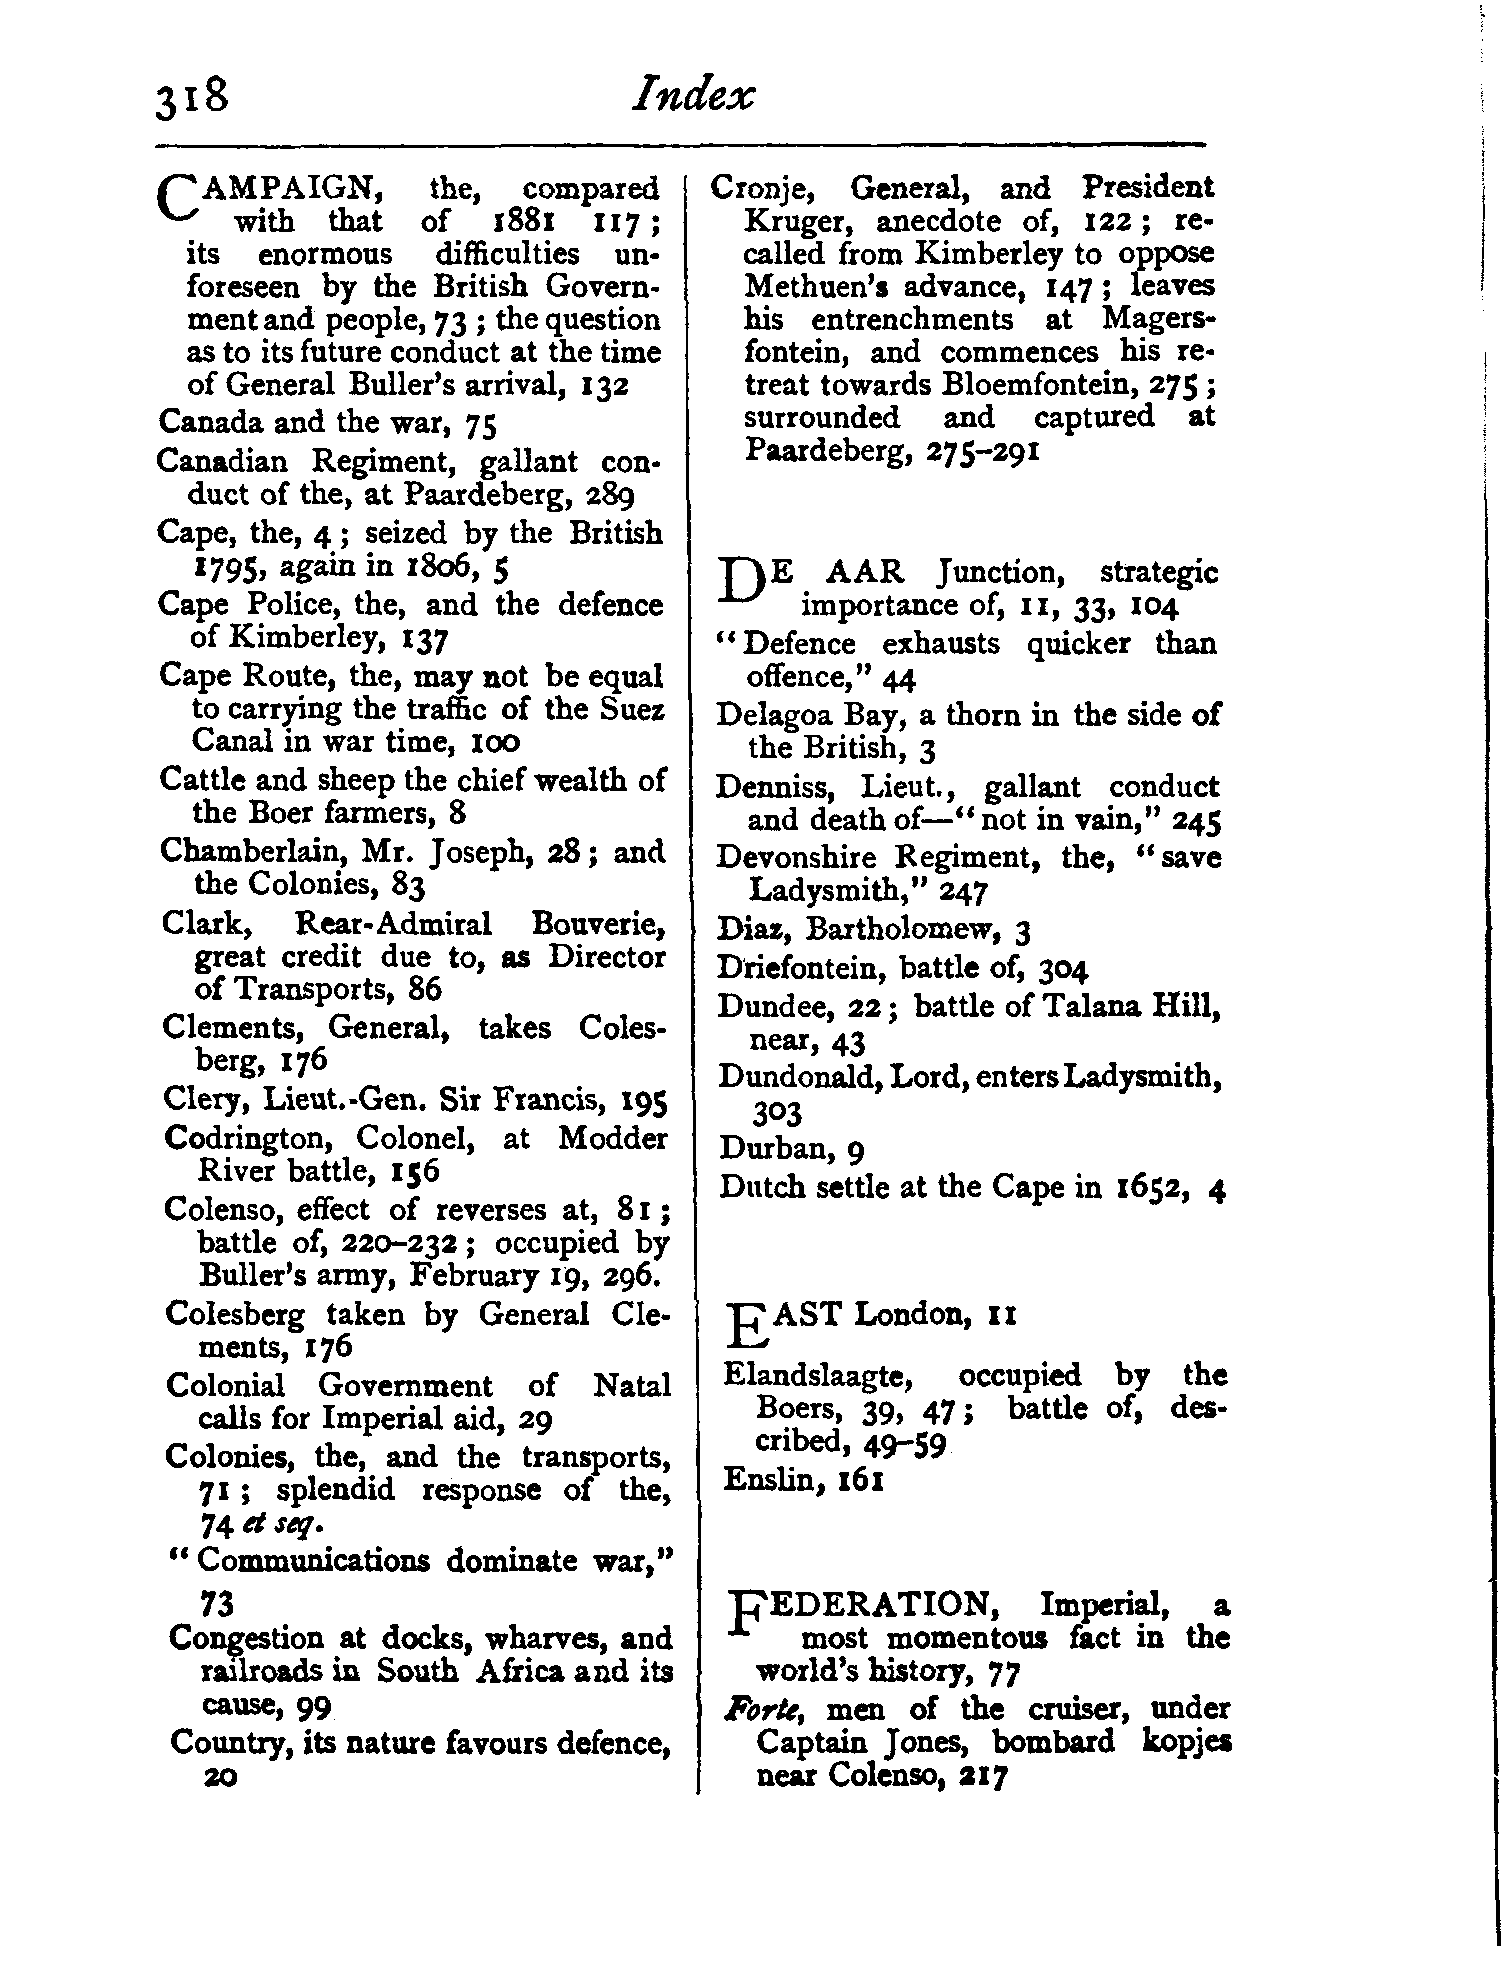 318 Index
CAMPAIGN, the, compared
with that of 1881 117;
its enormous difficulties un-
foreseen by the British Govern-
ment and people, 73; the question
as to its future conduct at the time
of General Buller's arrival, 132
Canada and the war, 75
Canadian Regiment, gallant con-
duct of the, at Paardeberg, 289
Cape, the, 4; seized by the British
1795, again in 1806, 5
Cape Police, the, and the defence
of Kimberley, 137
Cape Route, the, may not be equal
to carrying the traffic of the Suez
Canal in war time, 100
Cattle and sheep the chief wealth of
the Boer farmers, 8
Chamberlain, Mr. Joseph, 28; and
the Colonies, 83
Clark, Rear-Admiral Bouverie,
great credit due to, as Director
of Transports, 86
Clements, General, takes Coles-
berg, 176
Clery, Lieut.-Gen. Sir Francis, 195
Codrington, Colonel, at Modder
River battle, 156
Colenso, effect of reverses at, 81;
battle of, 220–232; occupied by
Buller's army, February 19, 296.
Colesberg taken by General Cle-
ments, 176
Colonial Government of Natal
calls for Imperial aid, 29
Colonies, the, and the transports,
71; splendid response of the,
74 et seq.
"Communications dominate war,"
73
Congestion at docks, wharves, and
railroads in South Africa and its
cause, 99
Country, its nature favours defence,
20
Cronje, General, and President
Kruger, anecdote of, 122; re-
called from Kimberley to oppose
Methuen's advance, 147; leaves
his entrenchments at Magers-
fontein, and commences his re-
treat towards Bloemfontein, 275;
surrounded and captured at
Paardeberg, 275–291
DE AAR Junction, strategic
importance of, 11, 33, 104
"Defence exhausts quicker than
offence," 44
Delagoa Bay, a thorn in the side of
the British, 3
Denniss, Lieut., gallant conduct
and death of—"not in vain," 245
Devonshire Regiment, the, "save
Ladysmith," 247
Diaz, Bartholomew, 3
Driefontein, battle of, 304
Dundee, 22; battle of Talana Hill,
near, 43
Dundonald, Lord, enters Ladysmith,
303
Durban, 9
Dutch settle at the Cape in 1652, 4
EAST London, 11
Elandslaagte, occupied by the
Boers, 39, 47; battle of, des-
cribed, 49–59
Enslin, 161
FEDERATION, Imperial, a
most momentous fact in the
world's history, 77
Forte, men of the cruiser, under
Captain Jones, bombard kopjes
near Colenso, 217